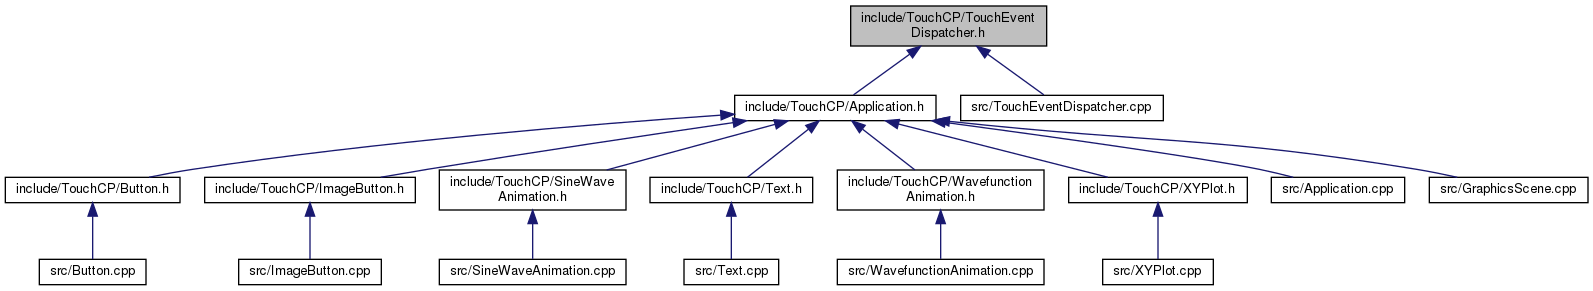 include/TouchCP/TouchEvent
Dispatcher.h
include/TouchCP/Application.h
src/TouchEventDispatcher.cpp
include/TouchCP/Button.h
include/TouchCP/ImageButton.h
include/TouchCP/SineWave
Animation.h
include/TouchCP/Text.h
include/TouchCP/Wavefunction
Animation.h
include/TouchCP/XYPlot.h
src/Application.cpp
src/GraphicsScene.cpp
src/Button.cpp
src/ImageButton.cpp
src/SineWaveAnimation.cpp
src/Text.cpp
src/WavefunctionAnimation.cpp
src/XYPlot.cpp